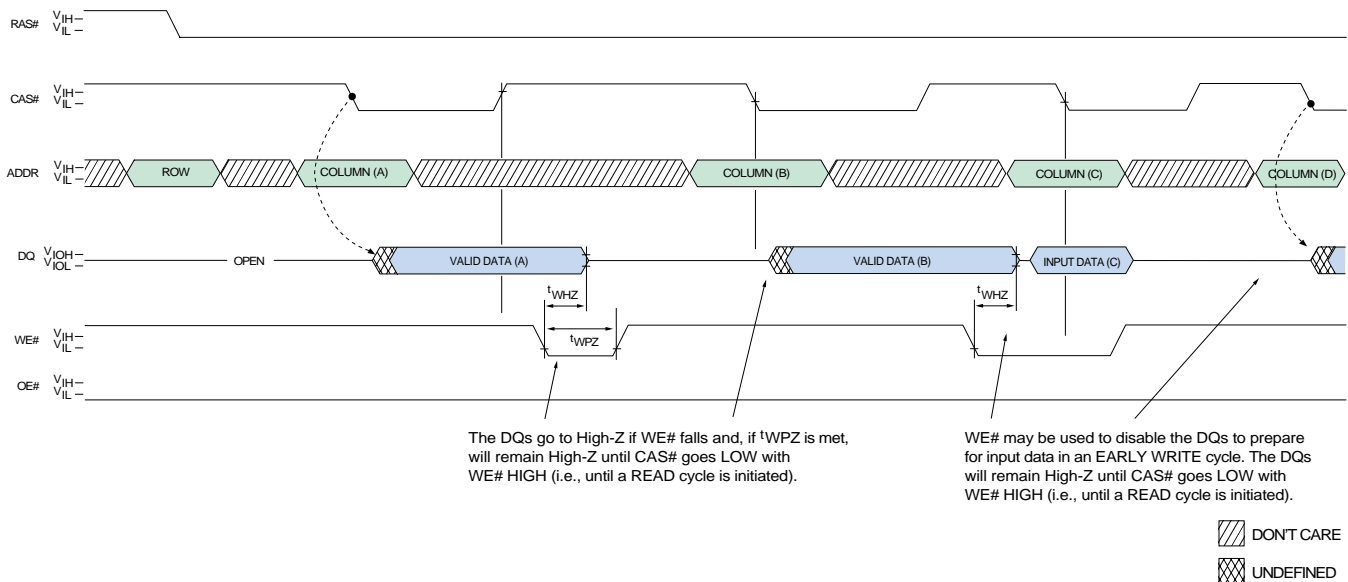 RAS# VIH
VIL
CAS# VIH
VIL
ADDR VIH
VIL
ROW COLUMN (A) COLUMN (B) COLUMN (C) COLUMN (D)
DQ VIOH
VIOL
OPEN VALID DATA (A) VALID DATA (B) INPUT DATA (C)
tWHZ tWHZ
tWPZ
WE# VIH
VIL
OE# VIH
VIL
The DQs go to High-Z if WE# falls and, if tWPZ is met,
will remain High-Z until CAS# goes LOW with
WE# HIGH (i.e., until a READ cycle is initiated).
WE# may be used to disable the DQs to prepare
for input data in an EARLY WRITE cycle. The DQs
will remain High-Z until CAS# goes LOW with
WE# HIGH (i.e., until a READ cycle is initiated).
DON'T CARE
UNDEFINED